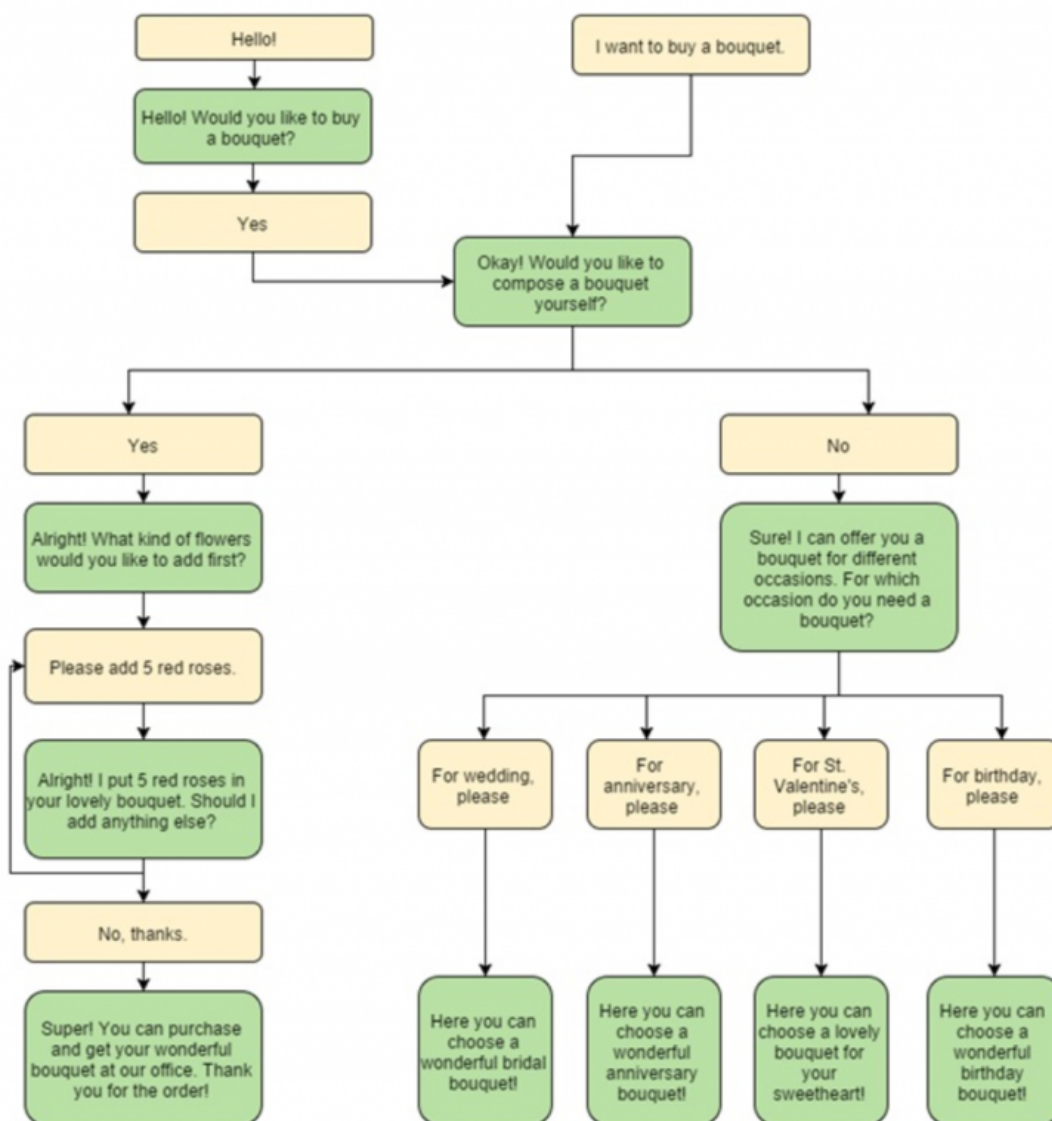 Hello!
I want to buy a bouquet.
Hello! Would you like to buy
a bouquet?
Yes
Okay! Would you like to
compose a bouquet
yourself?
Yes
No
Alright! What kind of flowers
would you like to add first?
Sure! I can offer you a
bouquet for different
occasions. For which
occasion do you need a
bouquet?
Please add 5 red roses.
Alright! I put 5 red roses in
your lovely bouquet. Should I
add anything else?
For wedding,
please
For
anniversary,
please
For St.
Valentine's,
please
For birthday,
please
No, thanks.
Super! You can purchase
and get your wonderful
bouquet at our office. Thank
you for the order!
Here you can
choose a
wonderful bridal
bouquet!
Here you can
choose a
wonderful
anniversary
bouquet!
Here you can
choose a lovely
bouquet for
your
sweetheart!
Here you can
choose a
wonderful
birthday
bouquet!